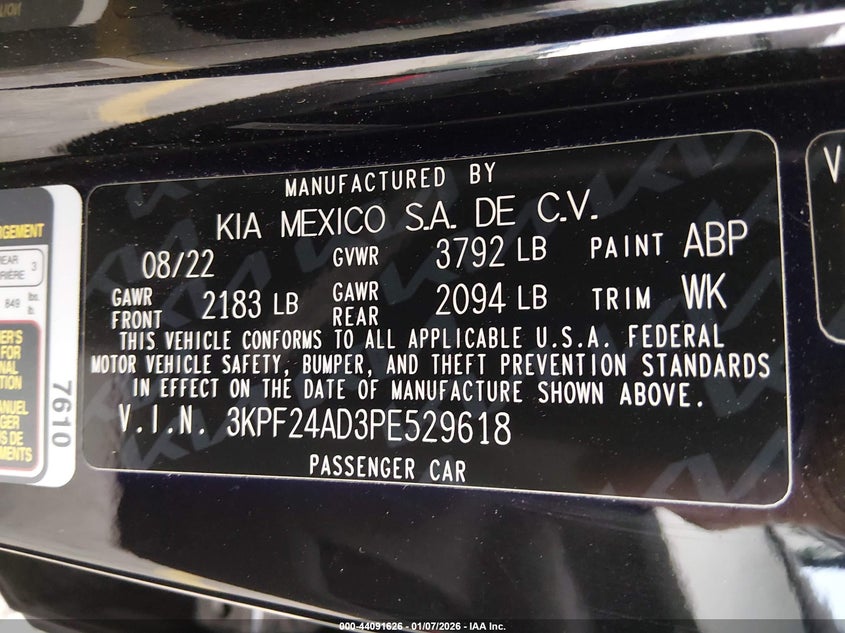 MANUFACTURED BY
KIA MEXICO S.A. DE C.V.
08/22 GVWR 3792 LB PAINT ABP
GAWR FRONT 2183 LB GAWR REAR 2094 LB TRIM WK
THIS VEHICLE CONFORMS TO ALL APPLICABLE U.S.A. FEDERAL
MOTOR VEHICLE SAFETY, BUMPER, AND THEFT PREVENTION STANDARDS
IN EFFECT ON THE DATE OF MANUFACTURE SHOWN ABOVE.
V.I.N. 3KPF24AD3PE529618
PASSENGER CAR
3
849 lbs.
7610
000-44091626 - 01/07/2026 - IAA Inc.